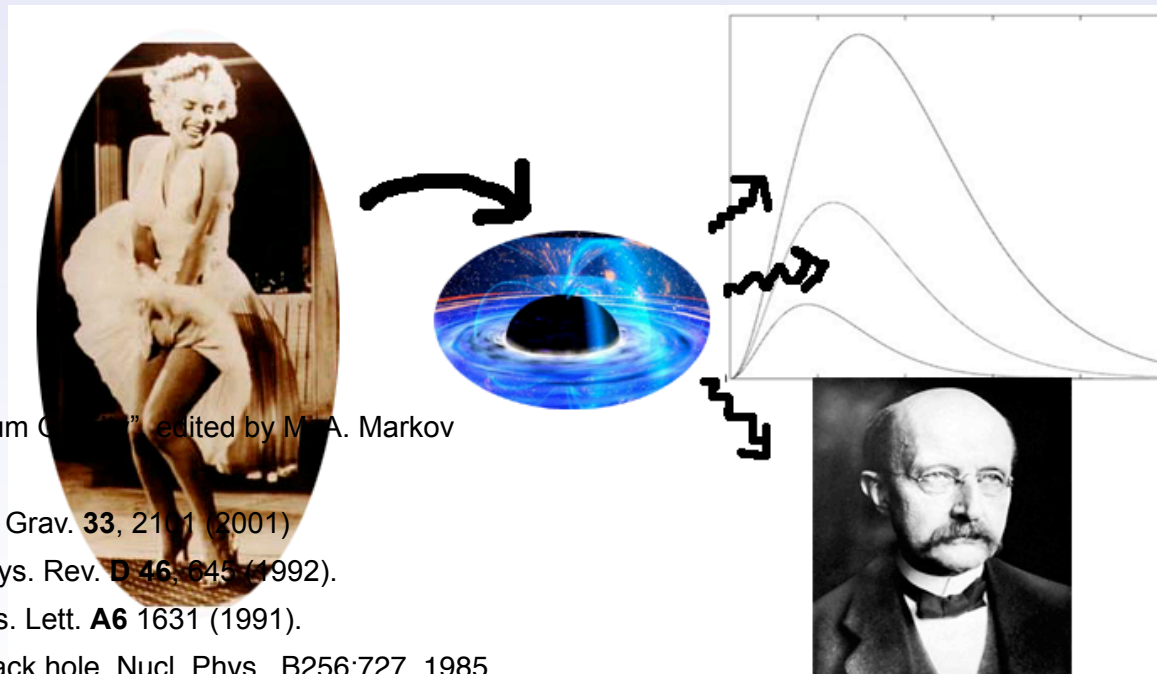 um edited by M. A. Markov
Grav. 33, 2101 (2001)
ys. Rev. D 46, 645 (1992).
s. Lett. A6 1631 (1991).
ack hole, Nucl. Phys., B256:727, 1985